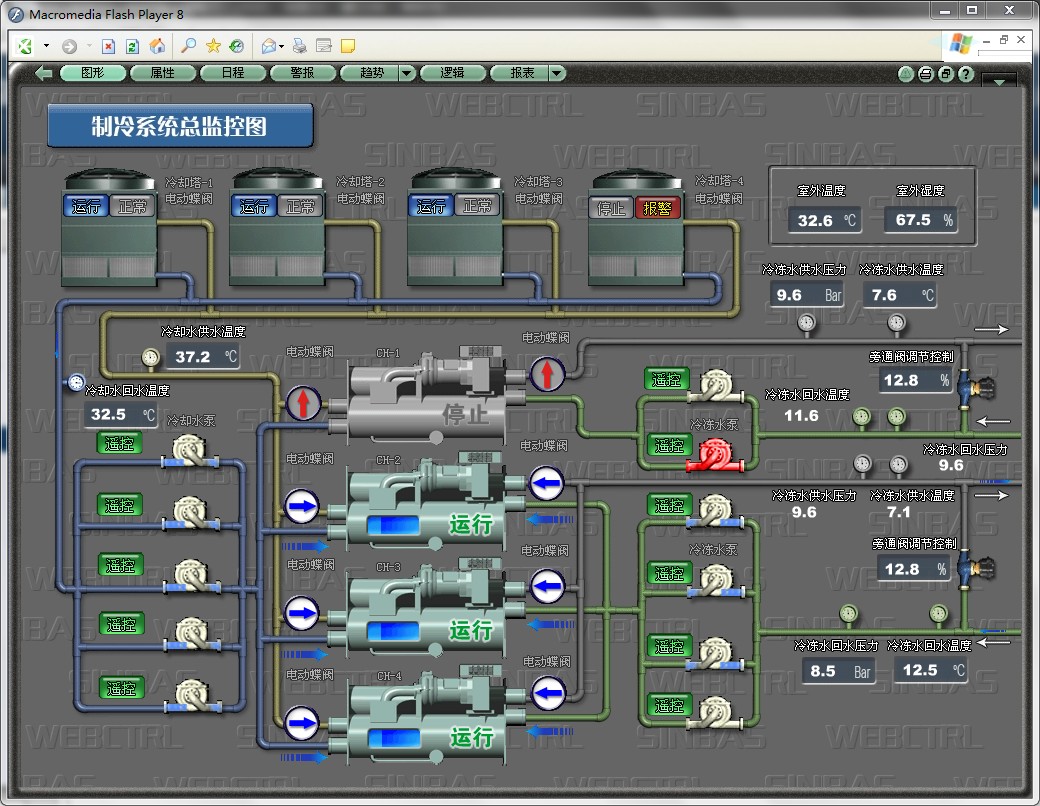 Macromedia Flash Player 8
图形 属性 日程 警报 趋势 逻辑 报表
WEBCTRL SINBAS WEBCTRL SINBAS WEBCTRL
制冷系统总监控图
冷却塔-1 电动蝶阀 运行 正常
冷却塔-2 电动蝶阀 运行 正常
冷却塔-3 电动蝶阀 运行 正常
冷却塔-4 电动蝶阀 停止 报警
室外温度 室外湿度
32.6 ℃ 67.5 %
冷冻水供水压力 冷冻水供水温度
9.6 Bar 7.6 ℃
冷却水供水温度
37.2 ℃
冷却水回水温度
32.5 ℃
冷却水泵
遥控
遥控
遥控
遥控
遥控
电动蝶阀 CH-1 电动蝶阀
停止
电动蝶阀 CH-2 电动蝶阀
运行
电动蝶阀 CH-3 电动蝶阀
运行
电动蝶阀 CH-4 电动蝶阀
运行
遥控
冷冻水泵
遥控
遥控
冷冻水泵
遥控
遥控
遥控
旁通阀调节控制
12.8 %
冷冻水回水温度
11.6
冷冻水回水压力
9.6
冷冻水供水压力 冷冻水供水温度
9.6 7.1
旁通阀调节控制
12.8 %
冷冻水回水压力 冷冻水回水温度
8.5 Bar 12.5 ℃